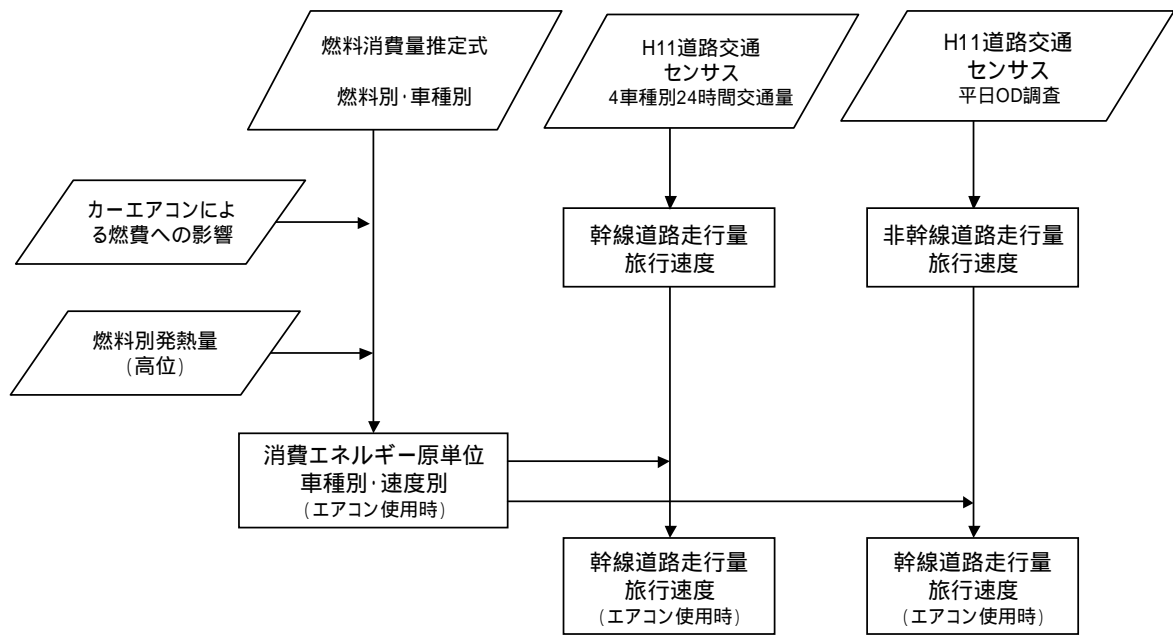 燃料消費量推定式
燃料別・車種別
H11道路交通
センサス
4車種別24時間交通量
H11道路交通
センサス
平日OD調査
カーエアコンによ
る燃費への影響
幹線道路走行量
旅行速度
非幹線道路走行量
旅行速度
燃料別発熱量
(高位)
消費エネルギー原単位
車種別・速度別
(エアコン使用時)
幹線道路走行量
旅行速度
(エアコン使用時)
幹線道路走行量
旅行速度
(エアコン使用時)